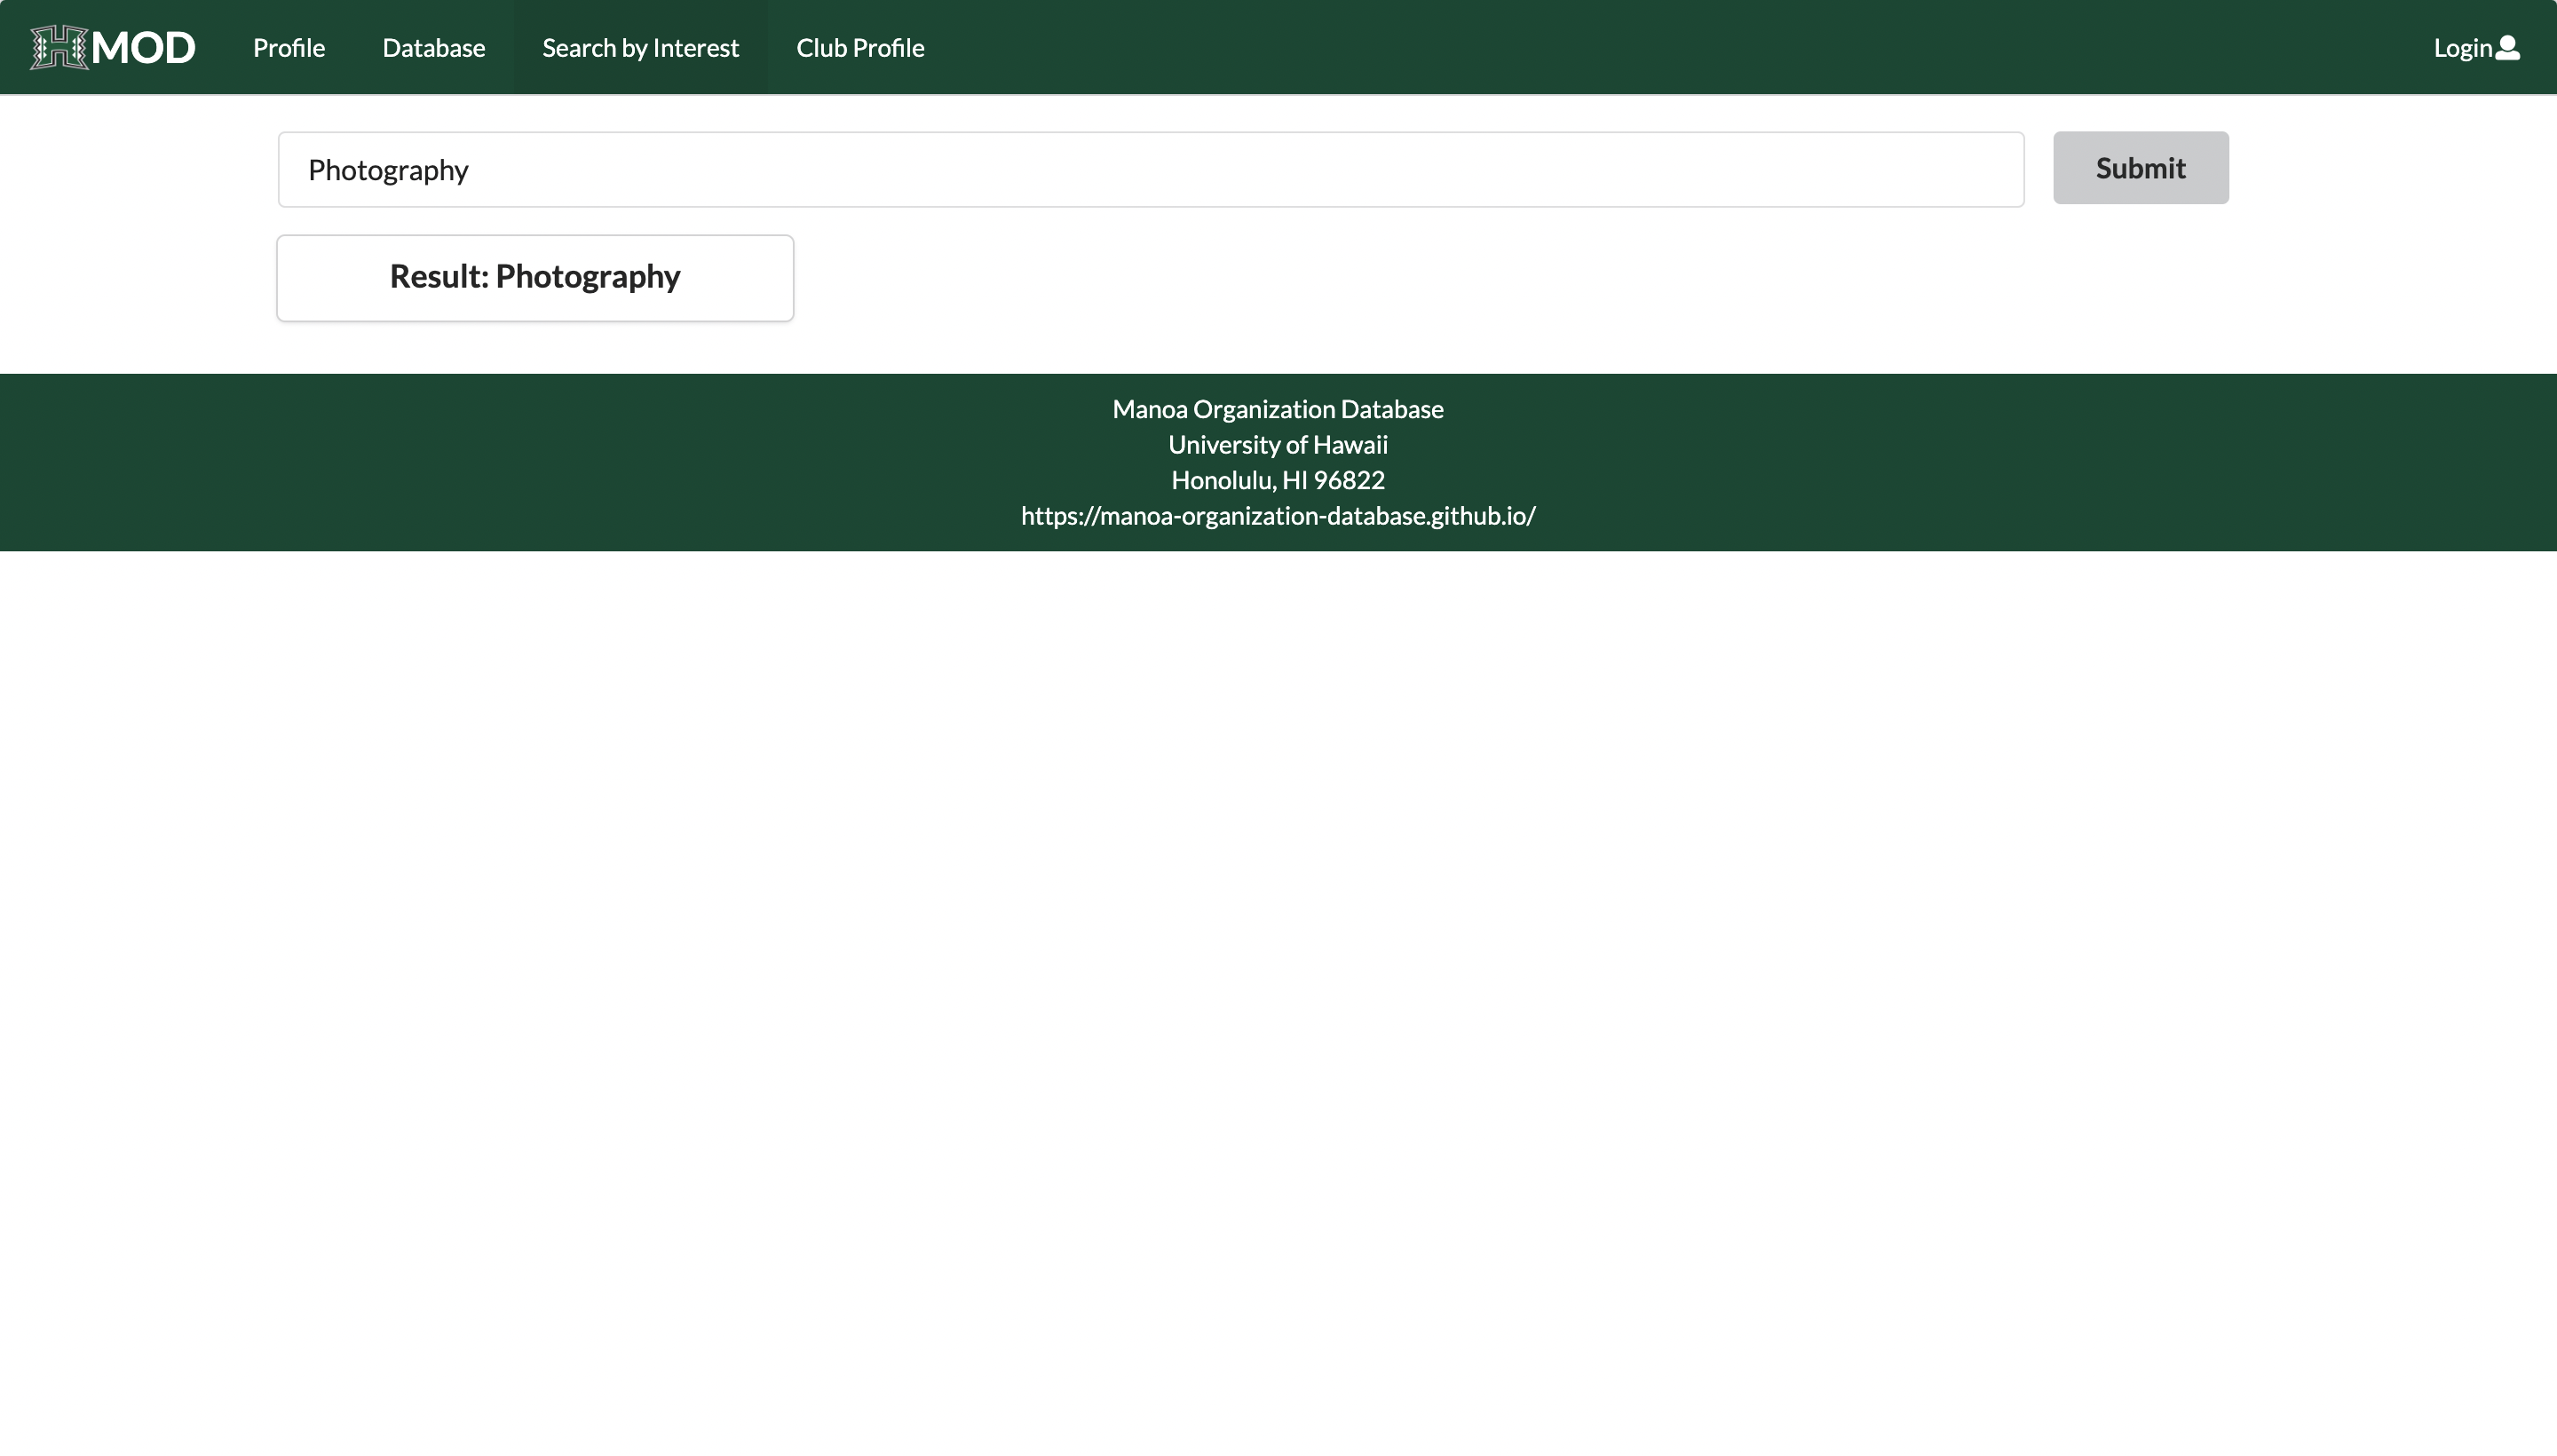 H MOD Profile Database Search by Interest Club Profile Login
Photography Submit
Result: Photography
Manoa Organization Database
University of Hawaii
Honolulu, HI 96822
https://manoa-organization-database.github.io/